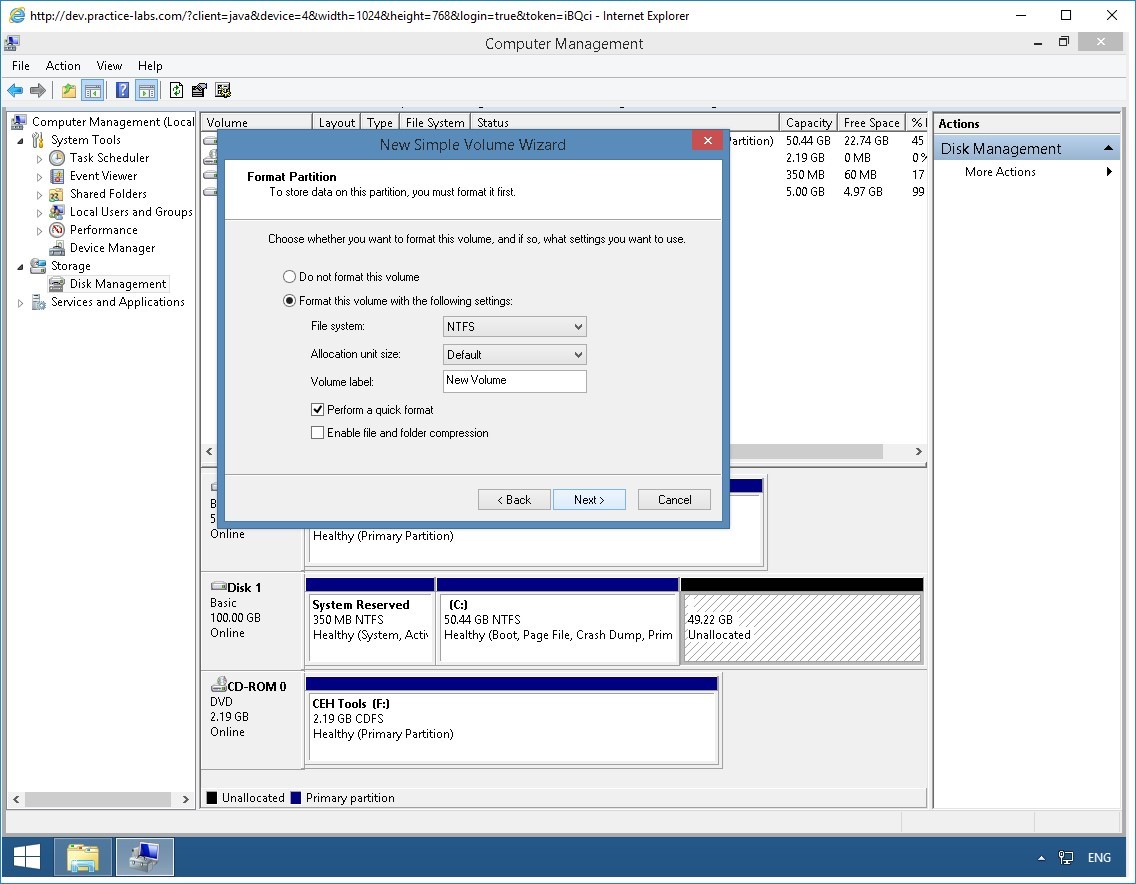 http://dev.practice-labs.com/?client=java&device=4&width=1024&height=768&login=true&token=iBQci - Internet Explorer
Computer Management
File Action View Help
Computer Management (Local
System Tools
Task Scheduler
Event Viewer
Shared Folders
Local Users and Groups
Performance
Device Manager
Storage
Disk Management
Services and Applications
Volume Layout Type File System Status Capacity Free Space %
Partition) 50.44 GB 22.74 GB 45
2.19 GB 0 MB 0%
350 MB 60 MB 17
5.00 GB 4.97 GB 99
New Simple Volume Wizard
Format Partition
To store data on this partition, you must format it first.
Choose whether you want to format this volume, and if so, what settings you want to use.
Do not format this volume
Format this volume with the following settings:
File system: NTFS
Allocation unit size: Default
Volume label: New Volume
Perform a quick format
Enable file and folder compression
< Back Next > Cancel
B
5
Online
Healthy (Primary Partition)
Disk 1
Basic
100.00 GB
Online
System Reserved
350 MB NTFS
Healthy (System, Acti
(C:)
50.44 GB NTFS
Healthy (Boot, Page File, Crash Dump, Prim
49.22 GB
Unallocated
CD-ROM 0
DVD
2.19 GB
Online
CEH Tools (F:)
2.19 GB CDFS
Healthy (Primary Partition)
Unallocated Primary partition
Actions
Disk Management
More Actions
ENG